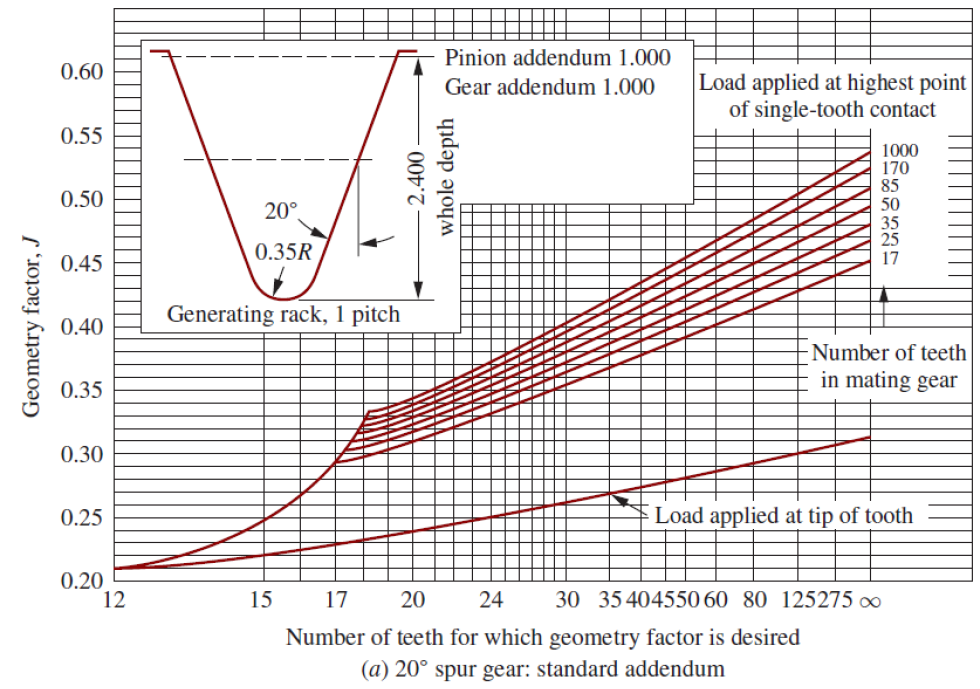 Pinion addendum 1.000
Gear addendum 1.000
Load applied at highest point
of single-tooth contact
2.400
whole depth
20°
0.35R
Generating rack, 1 pitch
1000
170
85
50
35
25
17
Number of teeth
in mating gear
Load applied at tip of tooth
Geometry factor, J
0.60
0.55
0.50
0.45
0.40
0.35
0.30
0.25
0.20
12 15 17 20 24 30 35 40 45 50 60 80 125 275 ∞
Number of teeth for which geometry factor is desired
(a) 20° spur gear: standard addendum